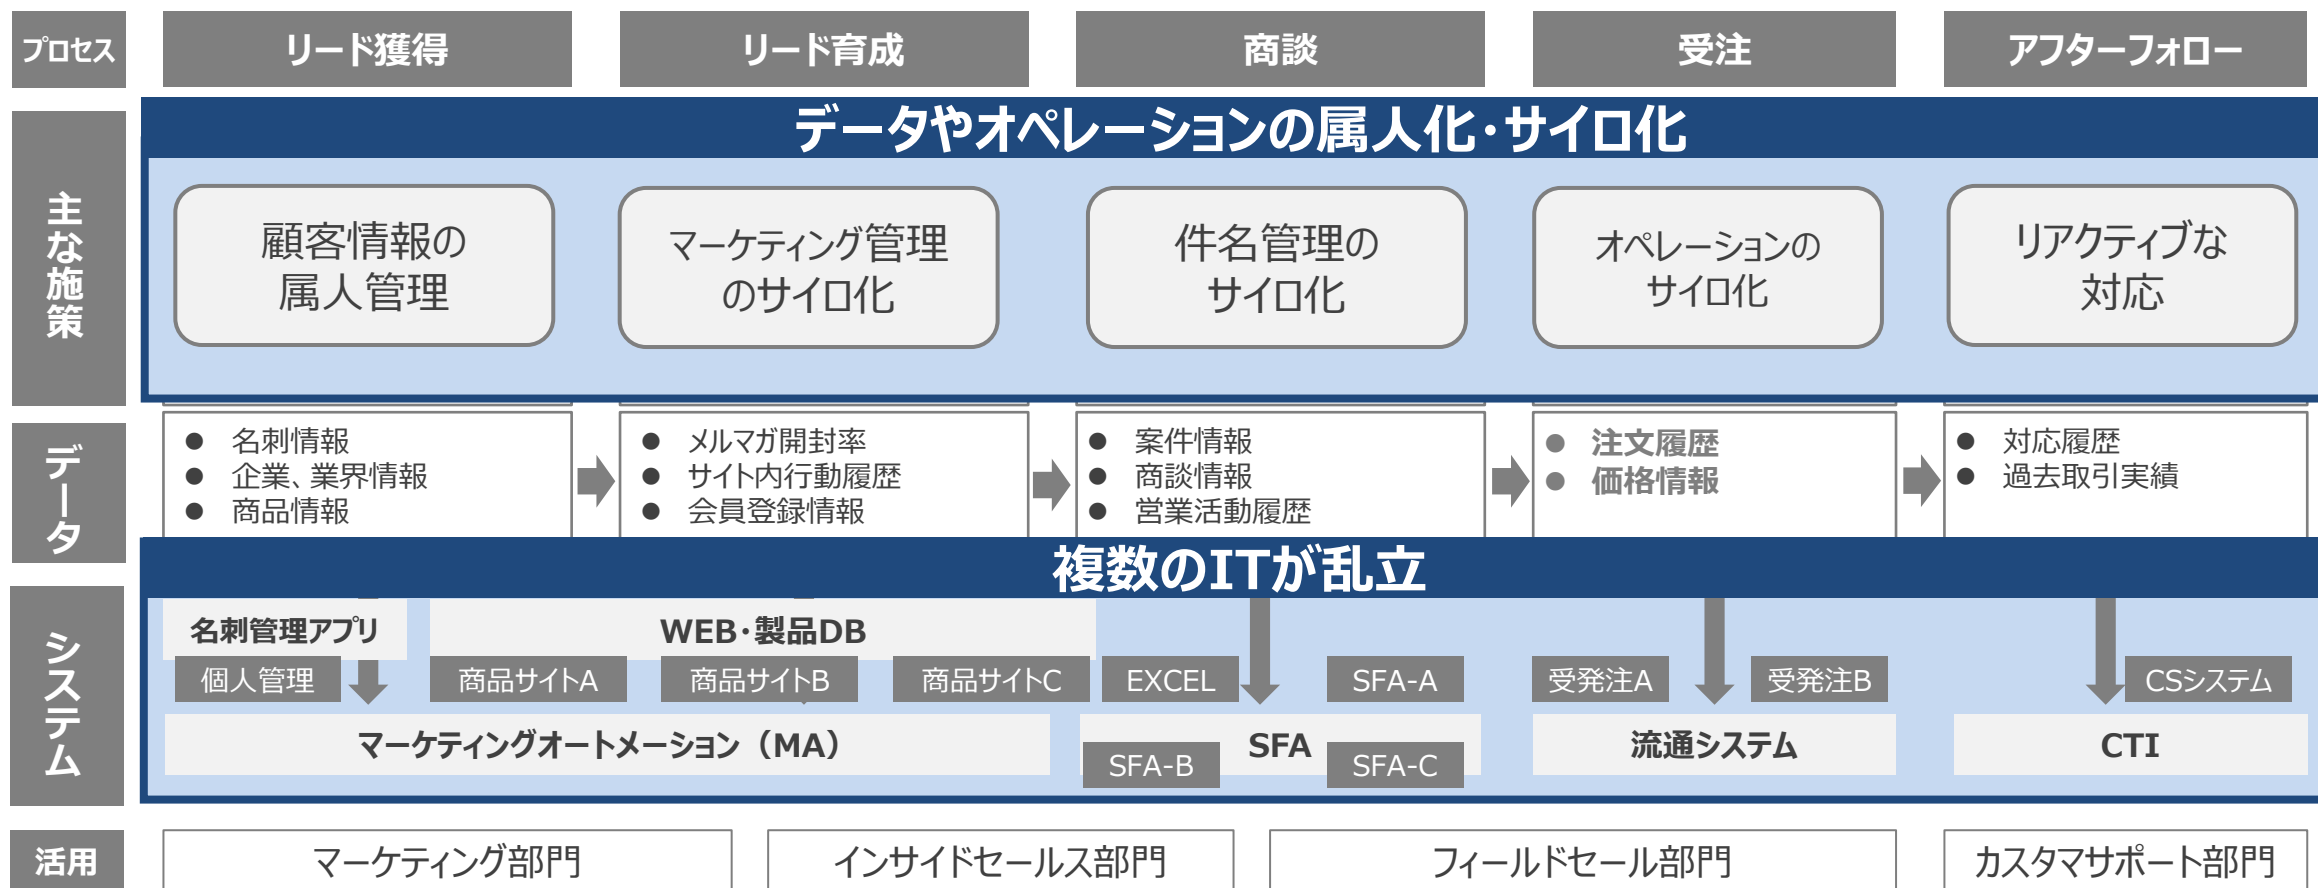 プロセス
リード獲得
リード育成
商談
受注
アフターフォロー
主な施策
データやオペレーションの属人化・サイロ化
顧客情報の
属人管理
マーケティング管理
のサイロ化
件名管理の
サイロ化
オペレーションの
サイロ化
リアクティブな
対応
データ
● 名刺情報
● 企業、業界情報
● 商品情報
● メルマガ開封率
● サイト内行動履歴
● 会員登録情報
● 案件情報
● 商談情報
● 営業活動履歴
● 注文履歴
● 価格情報
● 対応履歴
● 過去取引実績
システム
複数のITが乱立
名刺管理アプリ
WEB・製品DB
個人管理
商品サイトA
商品サイトB
商品サイトC
EXCEL
SFA-A
受発注A
受発注B
CSシステム
マーケティングオートメーション（MA）
SFA
SFA-B
SFA-C
流通システム
CTI
活用
マーケティング部門
インサイドセールス部門
フィールドセール部門
カスタマサポート部門